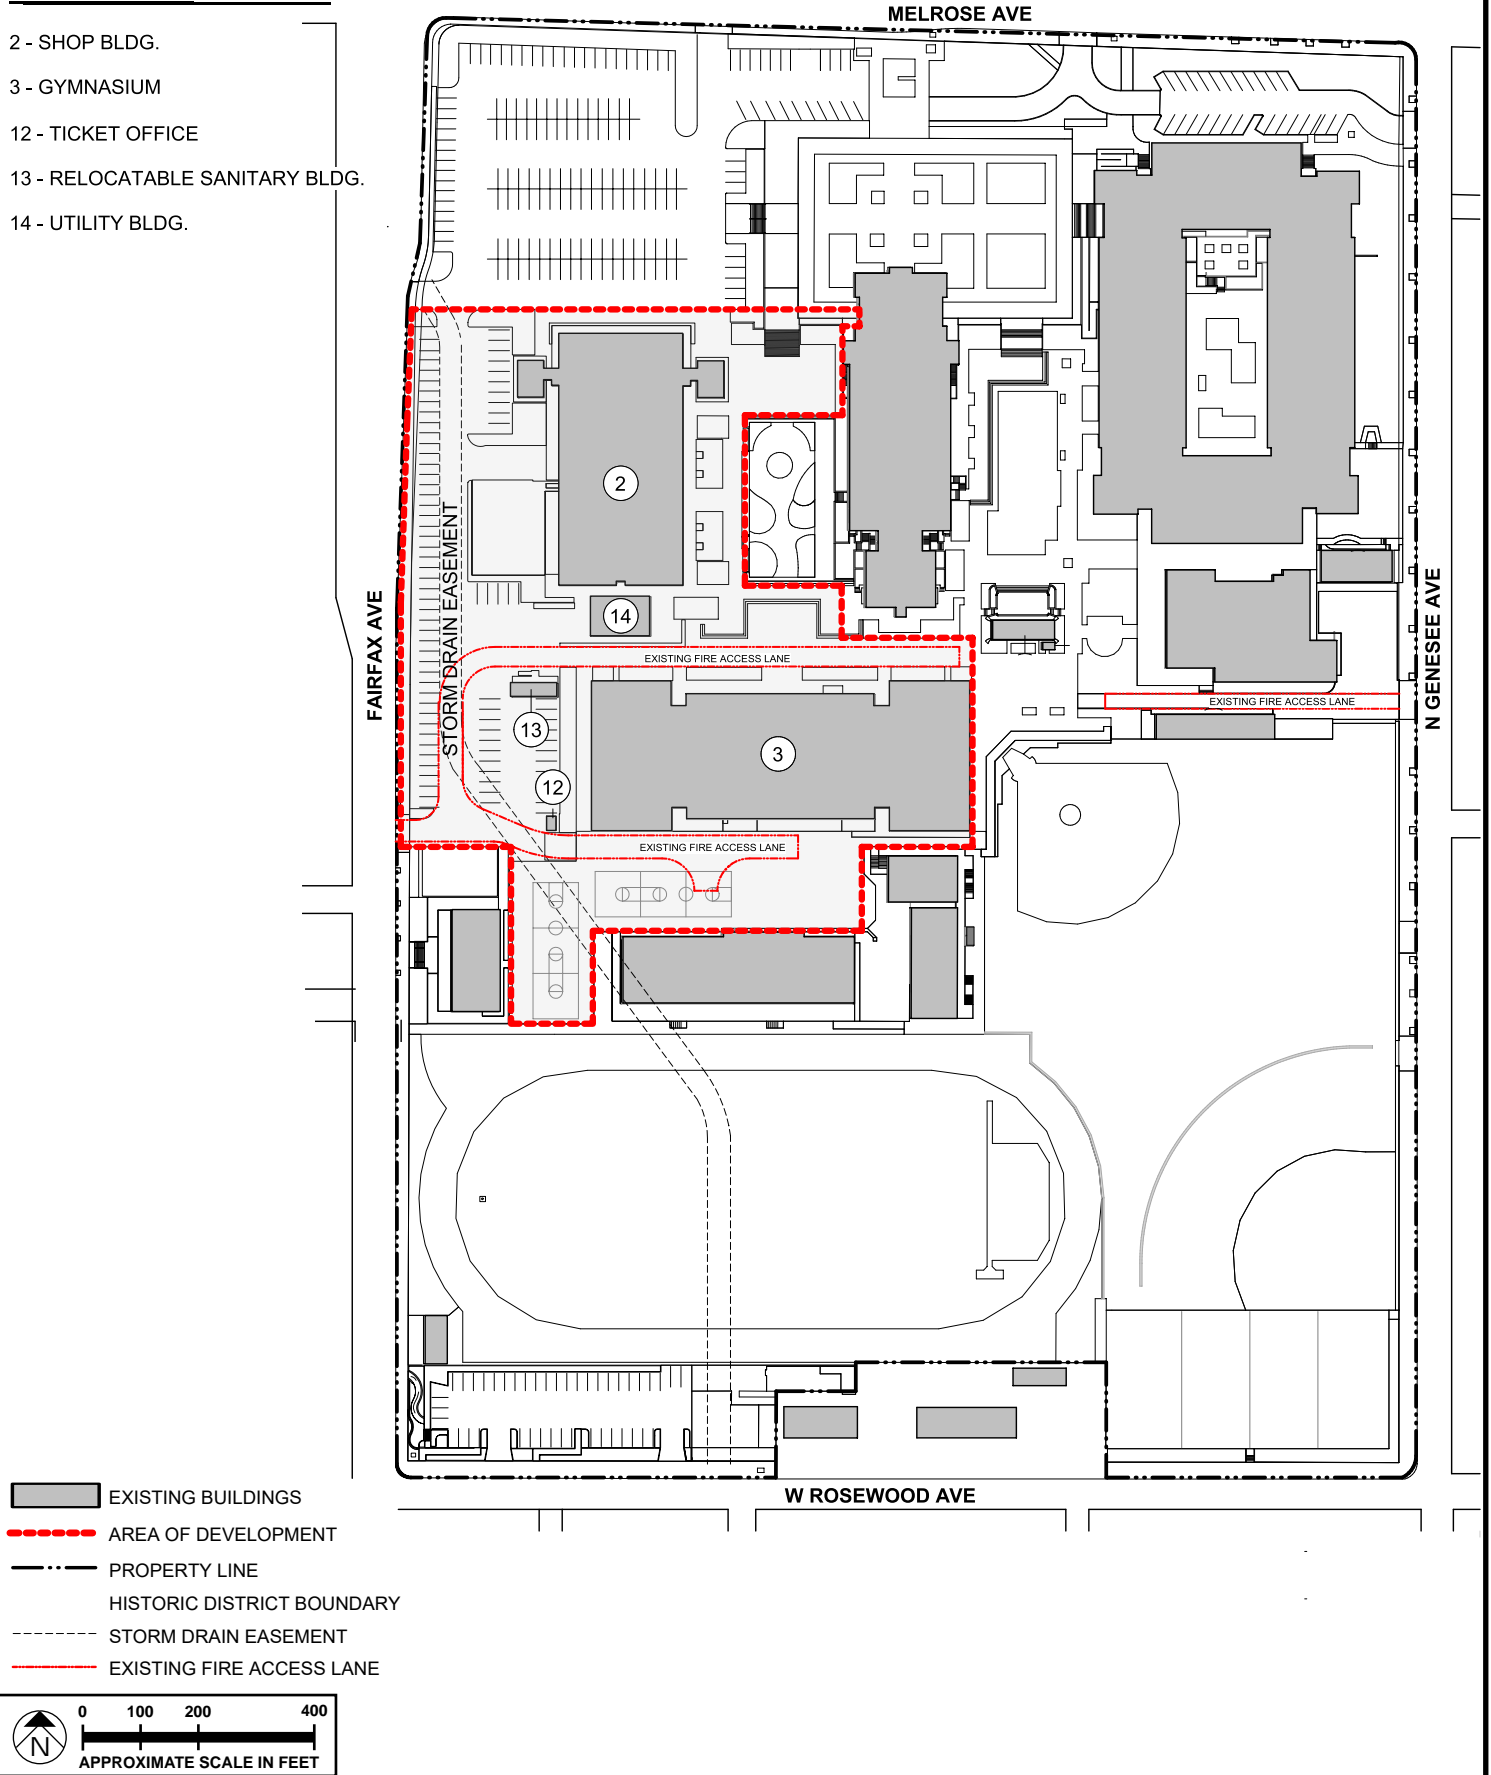 MELROSE AVE
2 - SHOP BLDG.
3 - GYMNASIUM
12 - TICKET OFFICE
13 - RELOCATABLE SANITARY BLDG.
14 - UTILITY BLDG.
2
14
STORM DRAIN EASEMENT
FAIRFAX AVE
N GENESEE AVE
EXISTING FIRE ACCESS LANE
EXISTING FIRE ACCESS LANE
13
3
12
EXISTING FIRE ACCESS LANE
W ROSEWOOD AVE
EXISTING BUILDINGS
AREA OF DEVELOPMENT
PROPERTY LINE
HISTORIC DISTRICT BOUNDARY
STORM DRAIN EASEMENT
EXISTING FIRE ACCESS LANE
0 100 200 400
N
APPROXIMATE SCALE IN FEET